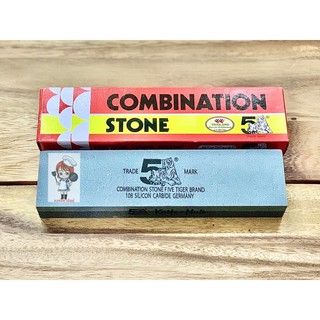 COMBINATION
STONE
5
TRADE 5 MARK
COMBINATION STONE FIVE TIGER BRAND
108 SILICON CARBIDE GERMANY